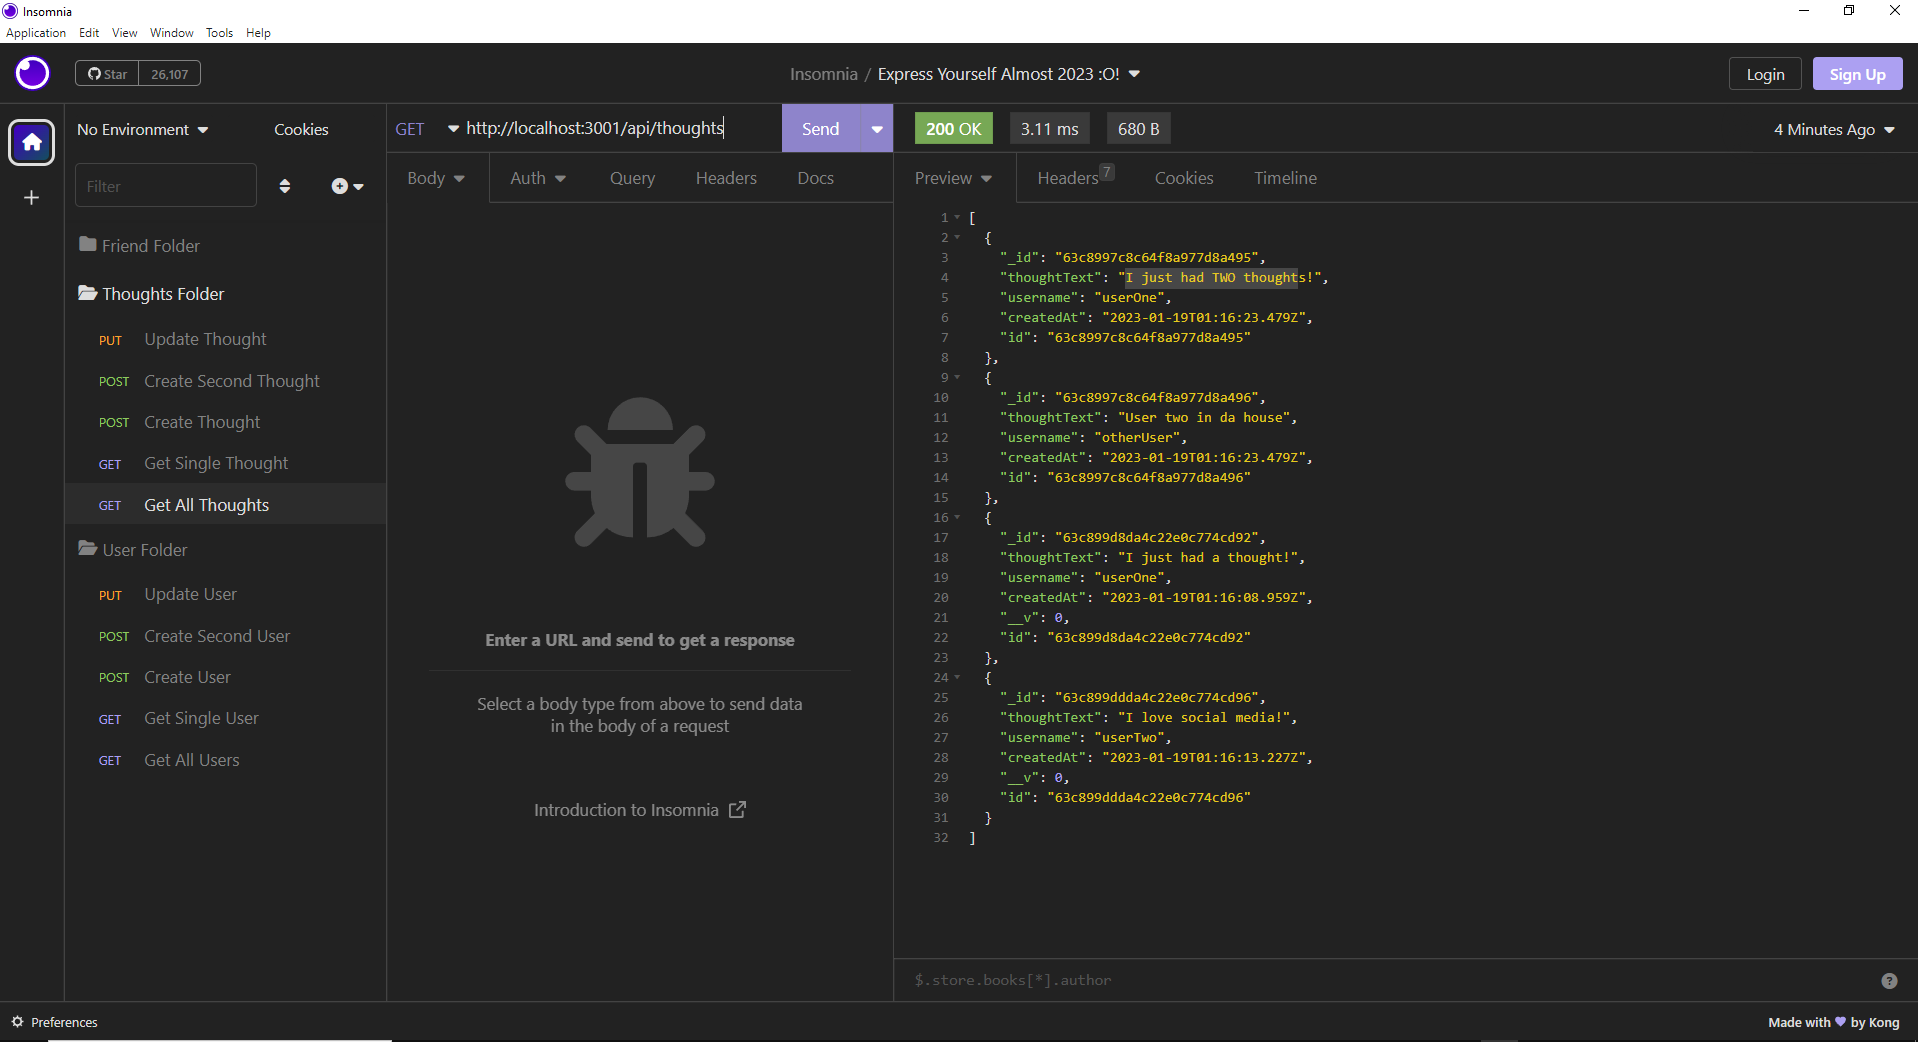 Insomnia
Application Edit View Window Tools Help
Star 26,107
Insomnia / Express Yourself Almost 2023 :O!
Login Sign Up
No Environment Cookies
GET http://localhost:3001/api/thoughts Send
200 OK 3.11 ms 680 B 4 Minutes Ago
Filter
Body Auth Query Headers Docs
Preview Headers 7 Cookies Timeline
Friend Folder
Thoughts Folder
PUT Update Thought
POST Create Second Thought
POST Create Thought
GET Get Single Thought
GET Get All Thoughts
User Folder
PUT Update User
POST Create Second User
POST Create User
GET Get Single User
GET Get All Users
Enter a URL and send to get a response
Select a body type from above to send data
in the body of a request
Introduction to Insomnia
1 [
2 {
3 "_id": "63c8997c8c64f8a977d8a495",
4 "thoughtText": "I just had TWO thoughts!",
5 "username": "userOne",
6 "createdAt": "2023-01-19T01:16:23.479Z",
7 "id": "63c8997c8c64f8a977d8a495"
8 },
9 {
10 "_id": "63c8997c8c64f8a977d8a496",
11 "thoughtText": "User two in da house",
12 "username": "otherUser",
13 "createdAt": "2023-01-19T01:16:23.479Z",
14 "id": "63c8997c8c64f8a977d8a496"
15 },
16 {
17 "_id": "63c899d8da4c22e0c774cd92",
18 "thoughtText": "I just had a thought!",
19 "username": "userOne",
20 "createdAt": "2023-01-19T01:16:08.959Z",
21 "__v": 0,
22 "id": "63c899d8da4c22e0c774cd92"
23 },
24 {
25 "_id": "63c899ddda4c22e0c774cd96",
26 "thoughtText": "I love social media!",
27 "username": "userTwo",
28 "createdAt": "2023-01-19T01:16:13.227Z",
29 "__v": 0,
30 "id": "63c899ddda4c22e0c774cd96"
31 }
32 ]
$.store.books[*].author ?
Preferences
Made with by Kong